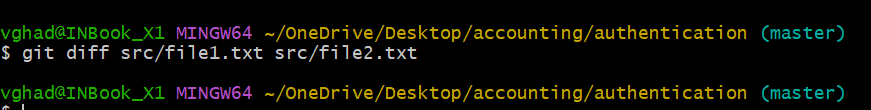 vghad@INBook_X1 MINGW64 ~/OneDrive/Desktop/accounting/authentication (master)
$ git diff src/file1.txt src/file2.txt
vghad@INBook_X1 MINGW64 ~/OneDrive/Desktop/accounting/authentication (master)
$